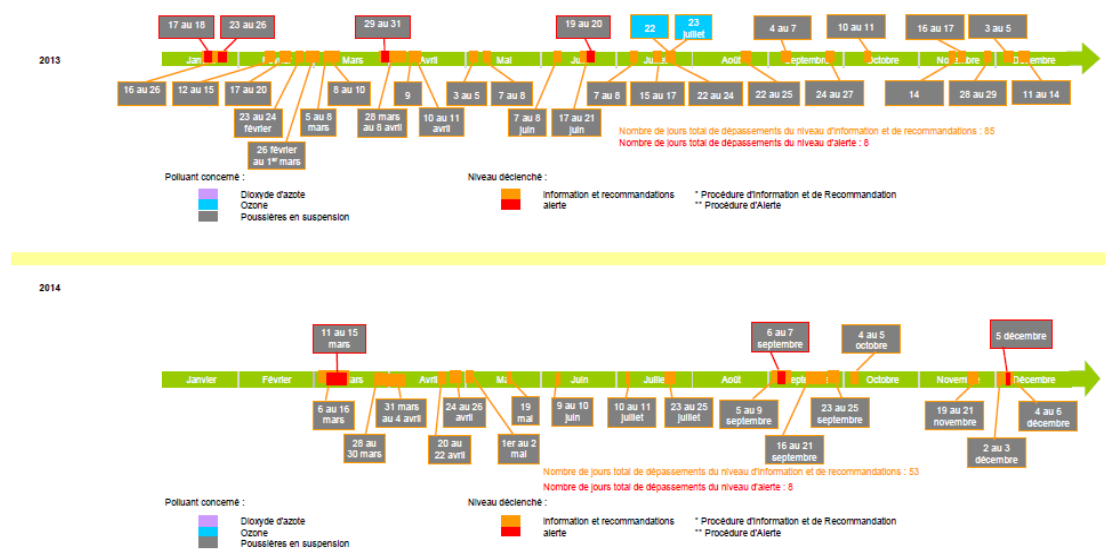 17 au 18
23 au 26
29 au 31
19 au 20
22
23
juillet
4 au 7
10 au 11
16 au 17
3 au 5
2013
Février
Mars
Avril
Mai
Juillet
Août
Septembre
Octobre
Novembre
Décembre
16 au 26
12 au 15
17 au 20
23 au 24
février
26 février
au 1er mars
5 au 8
mars
8 au 10
28 mars
au 8 avril
9
10 au 11
avril
3 au 5
7 au 8
7 au 8
juin
17 au 21
juin
7 au 8
15 au 17
22 au 24
22 au 25
24 au 27
14
28 au 29
11 au 14
Nombre de jours total de dépassements du niveau d'information et de recommandations : 85
Nombre de jours total de dépassements du niveau d'alerte : 8
Polluant concerné :
Niveau déclenché :
Dioxyde d'azote
Ozone
Poussières en suspension
Information et recommandations
alerte
* Procédure d'Information et de Recommandation
** Procédure d'Alerte
2014
11 au 15
mars
6 au 7
septembre
4 au 5
octobre
5 décembre
Janvier
Février
Mars
Avril
Juin
Juillet
Août
Septembre
Octobre
Novembre
Décembre
6 au 16
mars
28 au
30 mars
31 mars
au 4 avril
20 au
22 avril
24 au 26
avril
1er au 2
mai
19
mai
9 au 10
juin
10 au 11
juillet
23 au 25
juillet
5 au 9
septembre
16 au 21
septembre
23 au 25
septembre
19 au 21
novembre
2 au 3
décembre
4 au 6
décembre
Nombre de jours total de dépassements du niveau d'information et de recommandations : 53
Nombre de jours total de dépassements du niveau d'alerte : 8
Polluant concerné :
Niveau déclenché :
Dioxyde d'azote
Ozone
Poussières en suspension
Information et recommandations
alerte
* Procédure d'Information et de Recommandation
** Procédure d'Alerte